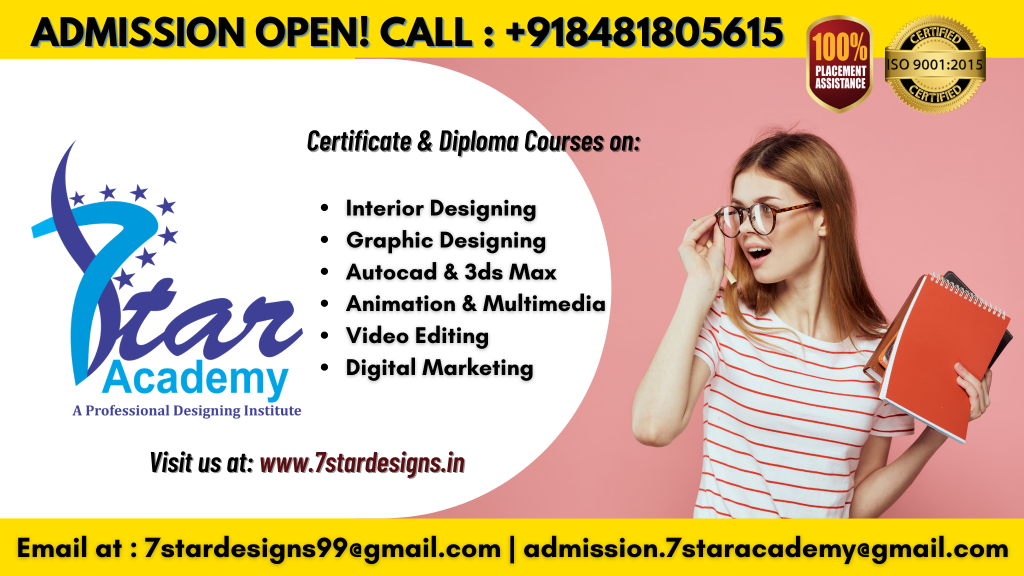 ADMISSION OPEN! CALL : +918481805615
100%
PLACEMENT
ASSISTANCE
CERTIFIED
ISO 9001:2015
CERTIFIED
Certificate & Diploma Courses on:
• Interior Designing
• Graphic Designing
• Autocad & 3ds Max
• Animation & Multimedia
• Video Editing
• Digital Marketing
7star
Academy
A Professional Designing Institute
Visit us at: www.7stardesigns.in
Email at : 7stardesigns99@gmail.com | admission.7staracademy@gmail.com